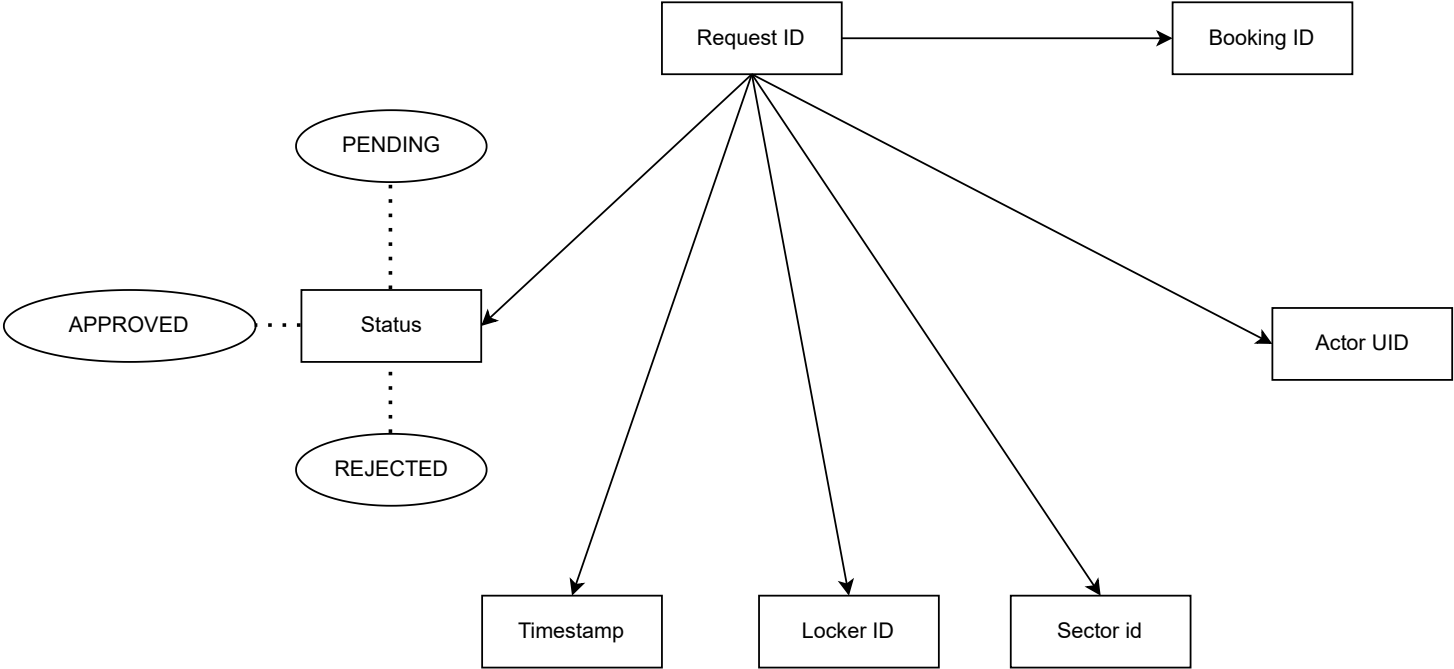 Request ID
Booking ID
PENDING
APPROVED
Status
Actor UID
REJECTED
Timestamp
Locker ID
Sector id